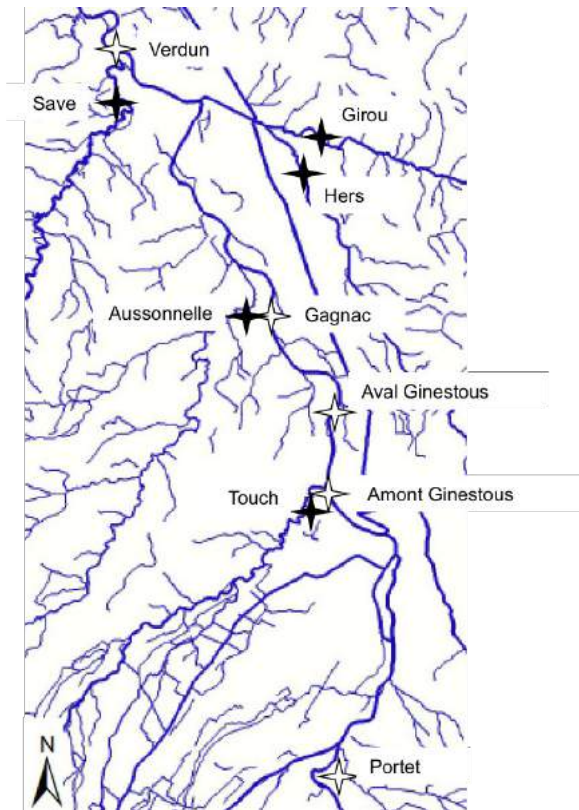 Verdun
Save
Girou
Hers
Aussonnelle
Gagnac
Aval Ginestous
Touch
Amont Ginestous
N
Portet